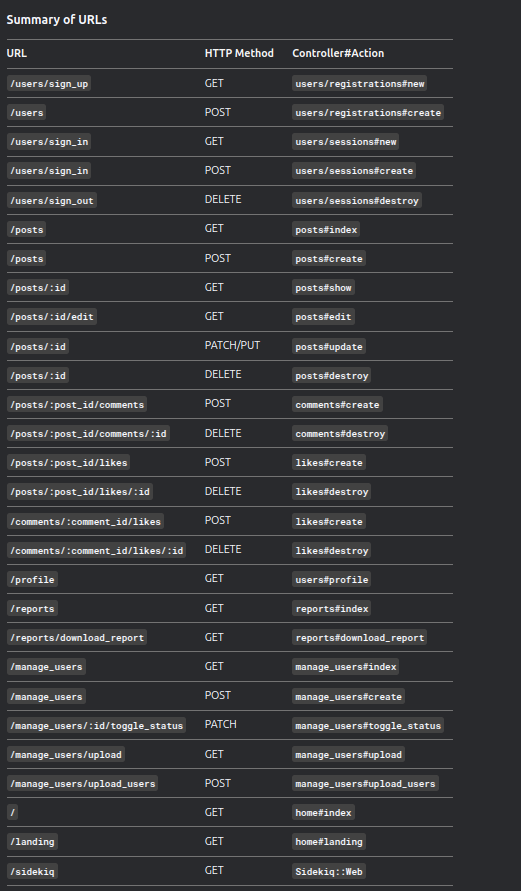 Summary of URLs
URL HTTP Method Controller#Action
/users/sign_up GET users/registrations#new
/users POST users/registrations#create
/users/sign_in GET users/sessions#new
/users/sign_in POST users/sessions#create
/users/sign_out DELETE users/sessions#destroy
/posts GET posts#index
/posts POST posts#create
/posts/:id GET posts#show
/posts/:id/edit GET posts#edit
/posts/:id PATCH/PUT posts#update
/posts/:id DELETE posts#destroy
/posts/:post_id/comments POST comments#create
/posts/:post_id/comments/:id DELETE comments#destroy
/posts/:post_id/likes POST likes#create
/posts/:post_id/likes/:id DELETE likes#destroy
/comments/:comment_id/likes POST likes#create
/comments/:comment_id/likes/:id DELETE likes#destroy
/profile GET users#profile
/reports GET reports#index
/reports/download_report GET reports#download_report
/manage_users GET manage_users#index
/manage_users POST manage_users#create
/manage_users/:id/toggle_status PATCH manage_users#toggle_status
/manage_users/upload GET manage_users#upload
/manage_users/upload_users POST manage_users#upload_users
/ GET home#index
/landing GET home#landing
/sidekiq GET Sidekiq::Web